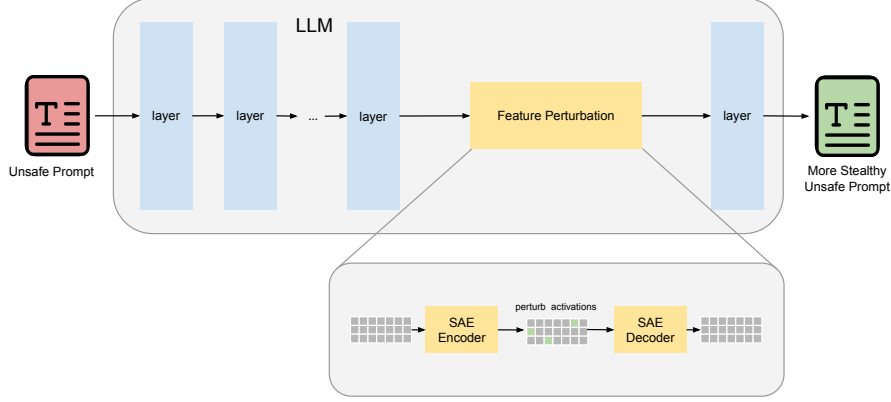 LLM
layer
layer
...
layer
Feature Perturbation
layer
Unsafe Prompt
More Stealthy
Unsafe Prompt
perturb activations
SAE
Encoder
SAE
Decoder